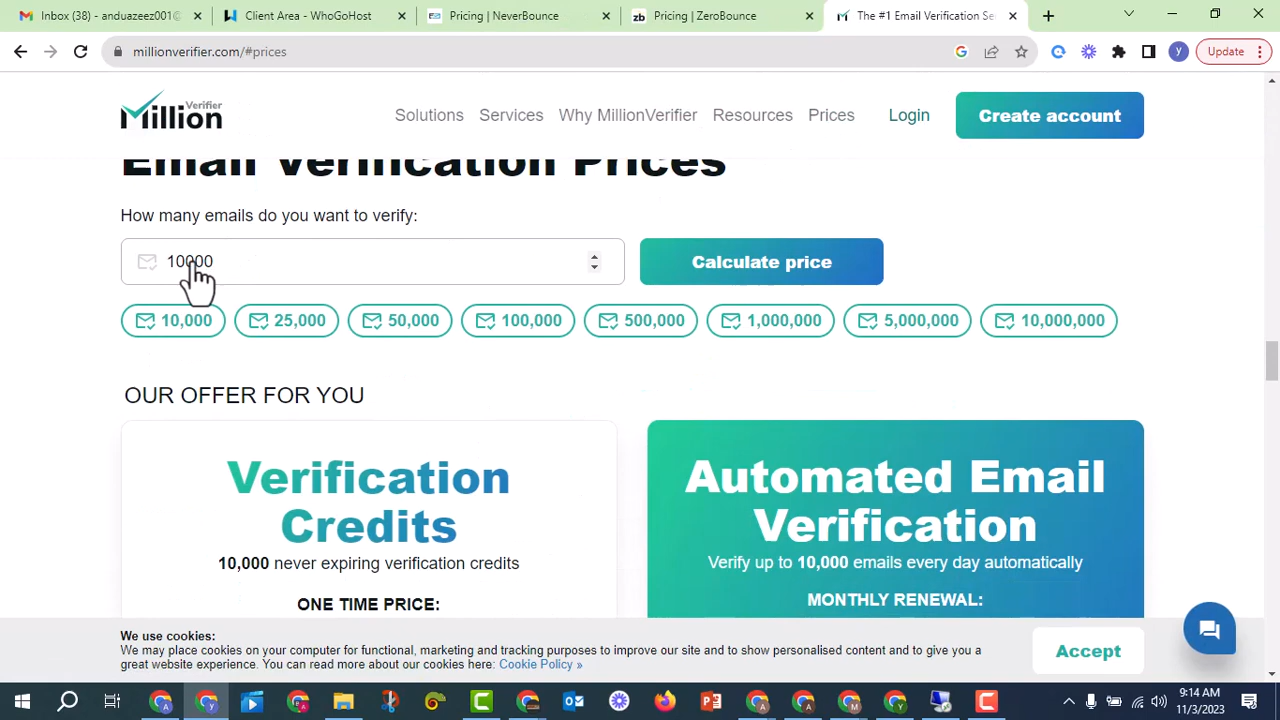 Inbox (38) - anduazee001@
Client Area - WhoGoHost
Pricing | NeverBounce
zb Pricing | ZeroBounce
The #1 Email Verification Se
millionverifier.com/#prices
y
Update
Million Verifier
Solutions
Services
Why MillionVerifier
Resources
Prices
Login
Create account
Email Verification Prices
How many emails do you want to verify:
10000
Calculate price
10,000
25,000
50,000
100,000
500,000
1,000,000
5,000,000
10,000,000
OUR OFFER FOR YOU
Verification
Credits
10,000 never expiring verification credits
ONE TIME PRICE:
Automated Email
Verification
Verify up to 10,000 emails every day automatically
MONTHLY RENEWAL:
We use cookies:
We may place cookies on your computer for functional, marketing and tracking purposes to improve our site and to show personalised content and to give you a
great website experience. You can read more about our cookies here: Cookie Policy »
Accept
9:14 AM
11/3/2023